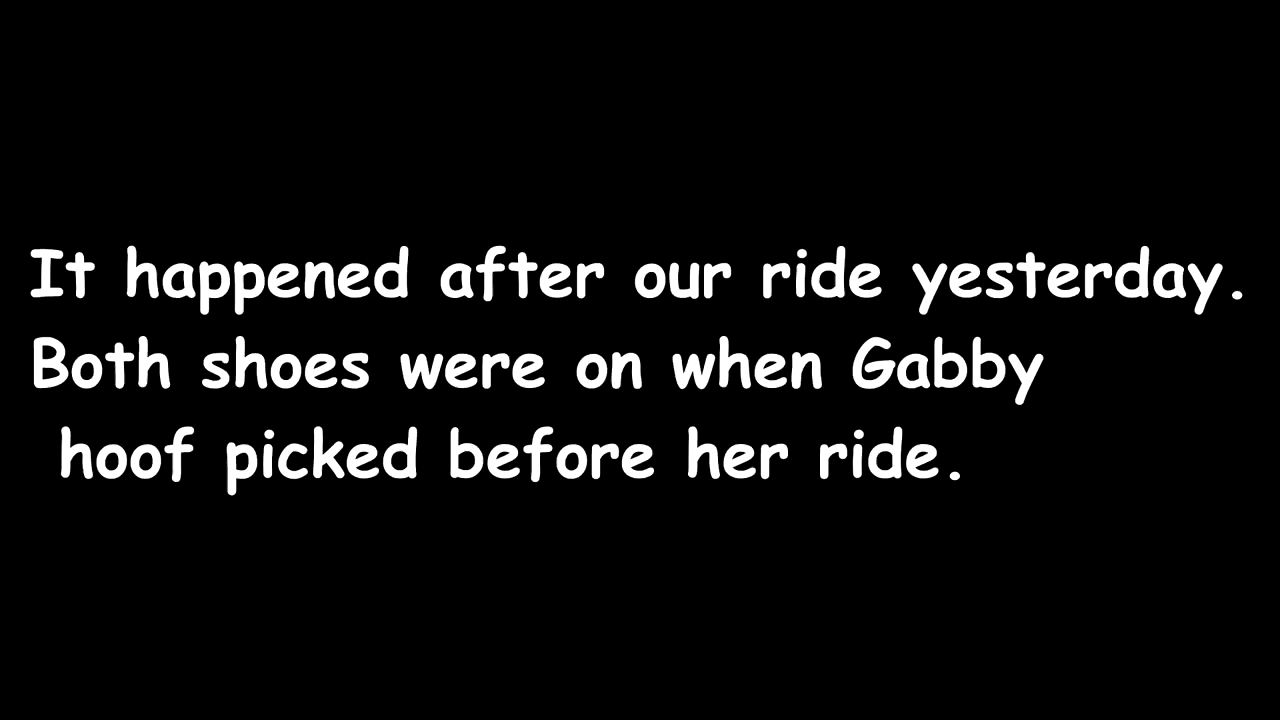 It happened after our ride yesterday.
Both shoes were on when Gabby
hoof picked before her ride.